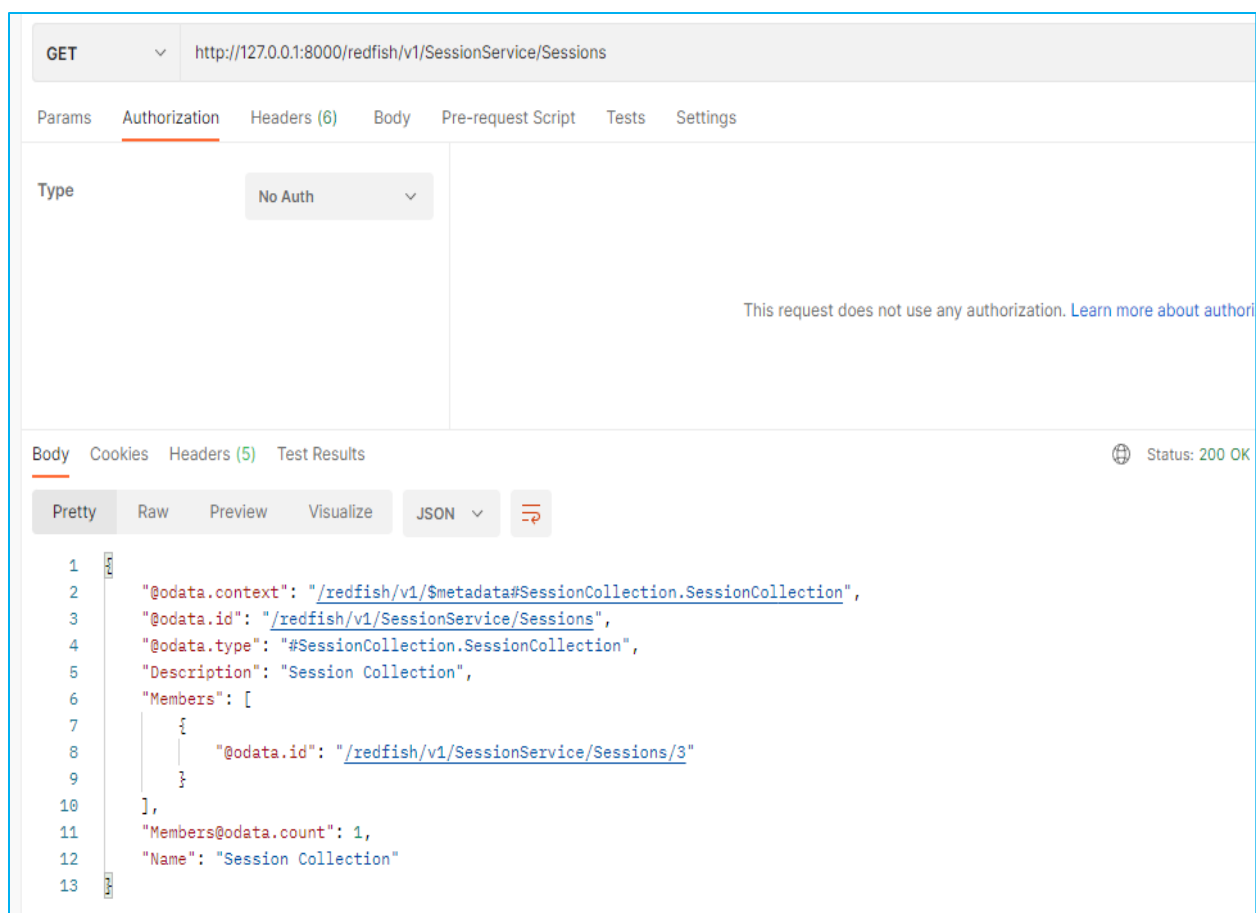 GET http://127.0.0.1:8000/redfish/v1/SessionService/Sessions
Params Authorization Headers (6) Body Pre-request Script Tests Settings
Type No Auth
This request does not use any authorization. Learn more about authori
Body Cookies Headers (5) Test Results Status: 200 OK
Pretty Raw Preview Visualize JSON
1 {
2 "@odata.context": "/redfish/v1/$metadata#SessionCollection.SessionCollection",
3 "@odata.id": "/redfish/v1/SessionService/Sessions",
4 "@odata.type": "#SessionCollection.SessionCollection",
5 "Description": "Session Collection",
6 "Members": [
7 {
8 "@odata.id": "/redfish/v1/SessionService/Sessions/3"
9 }
10 ],
11 "Members@odata.count": 1,
12 "Name": "Session Collection"
13 }